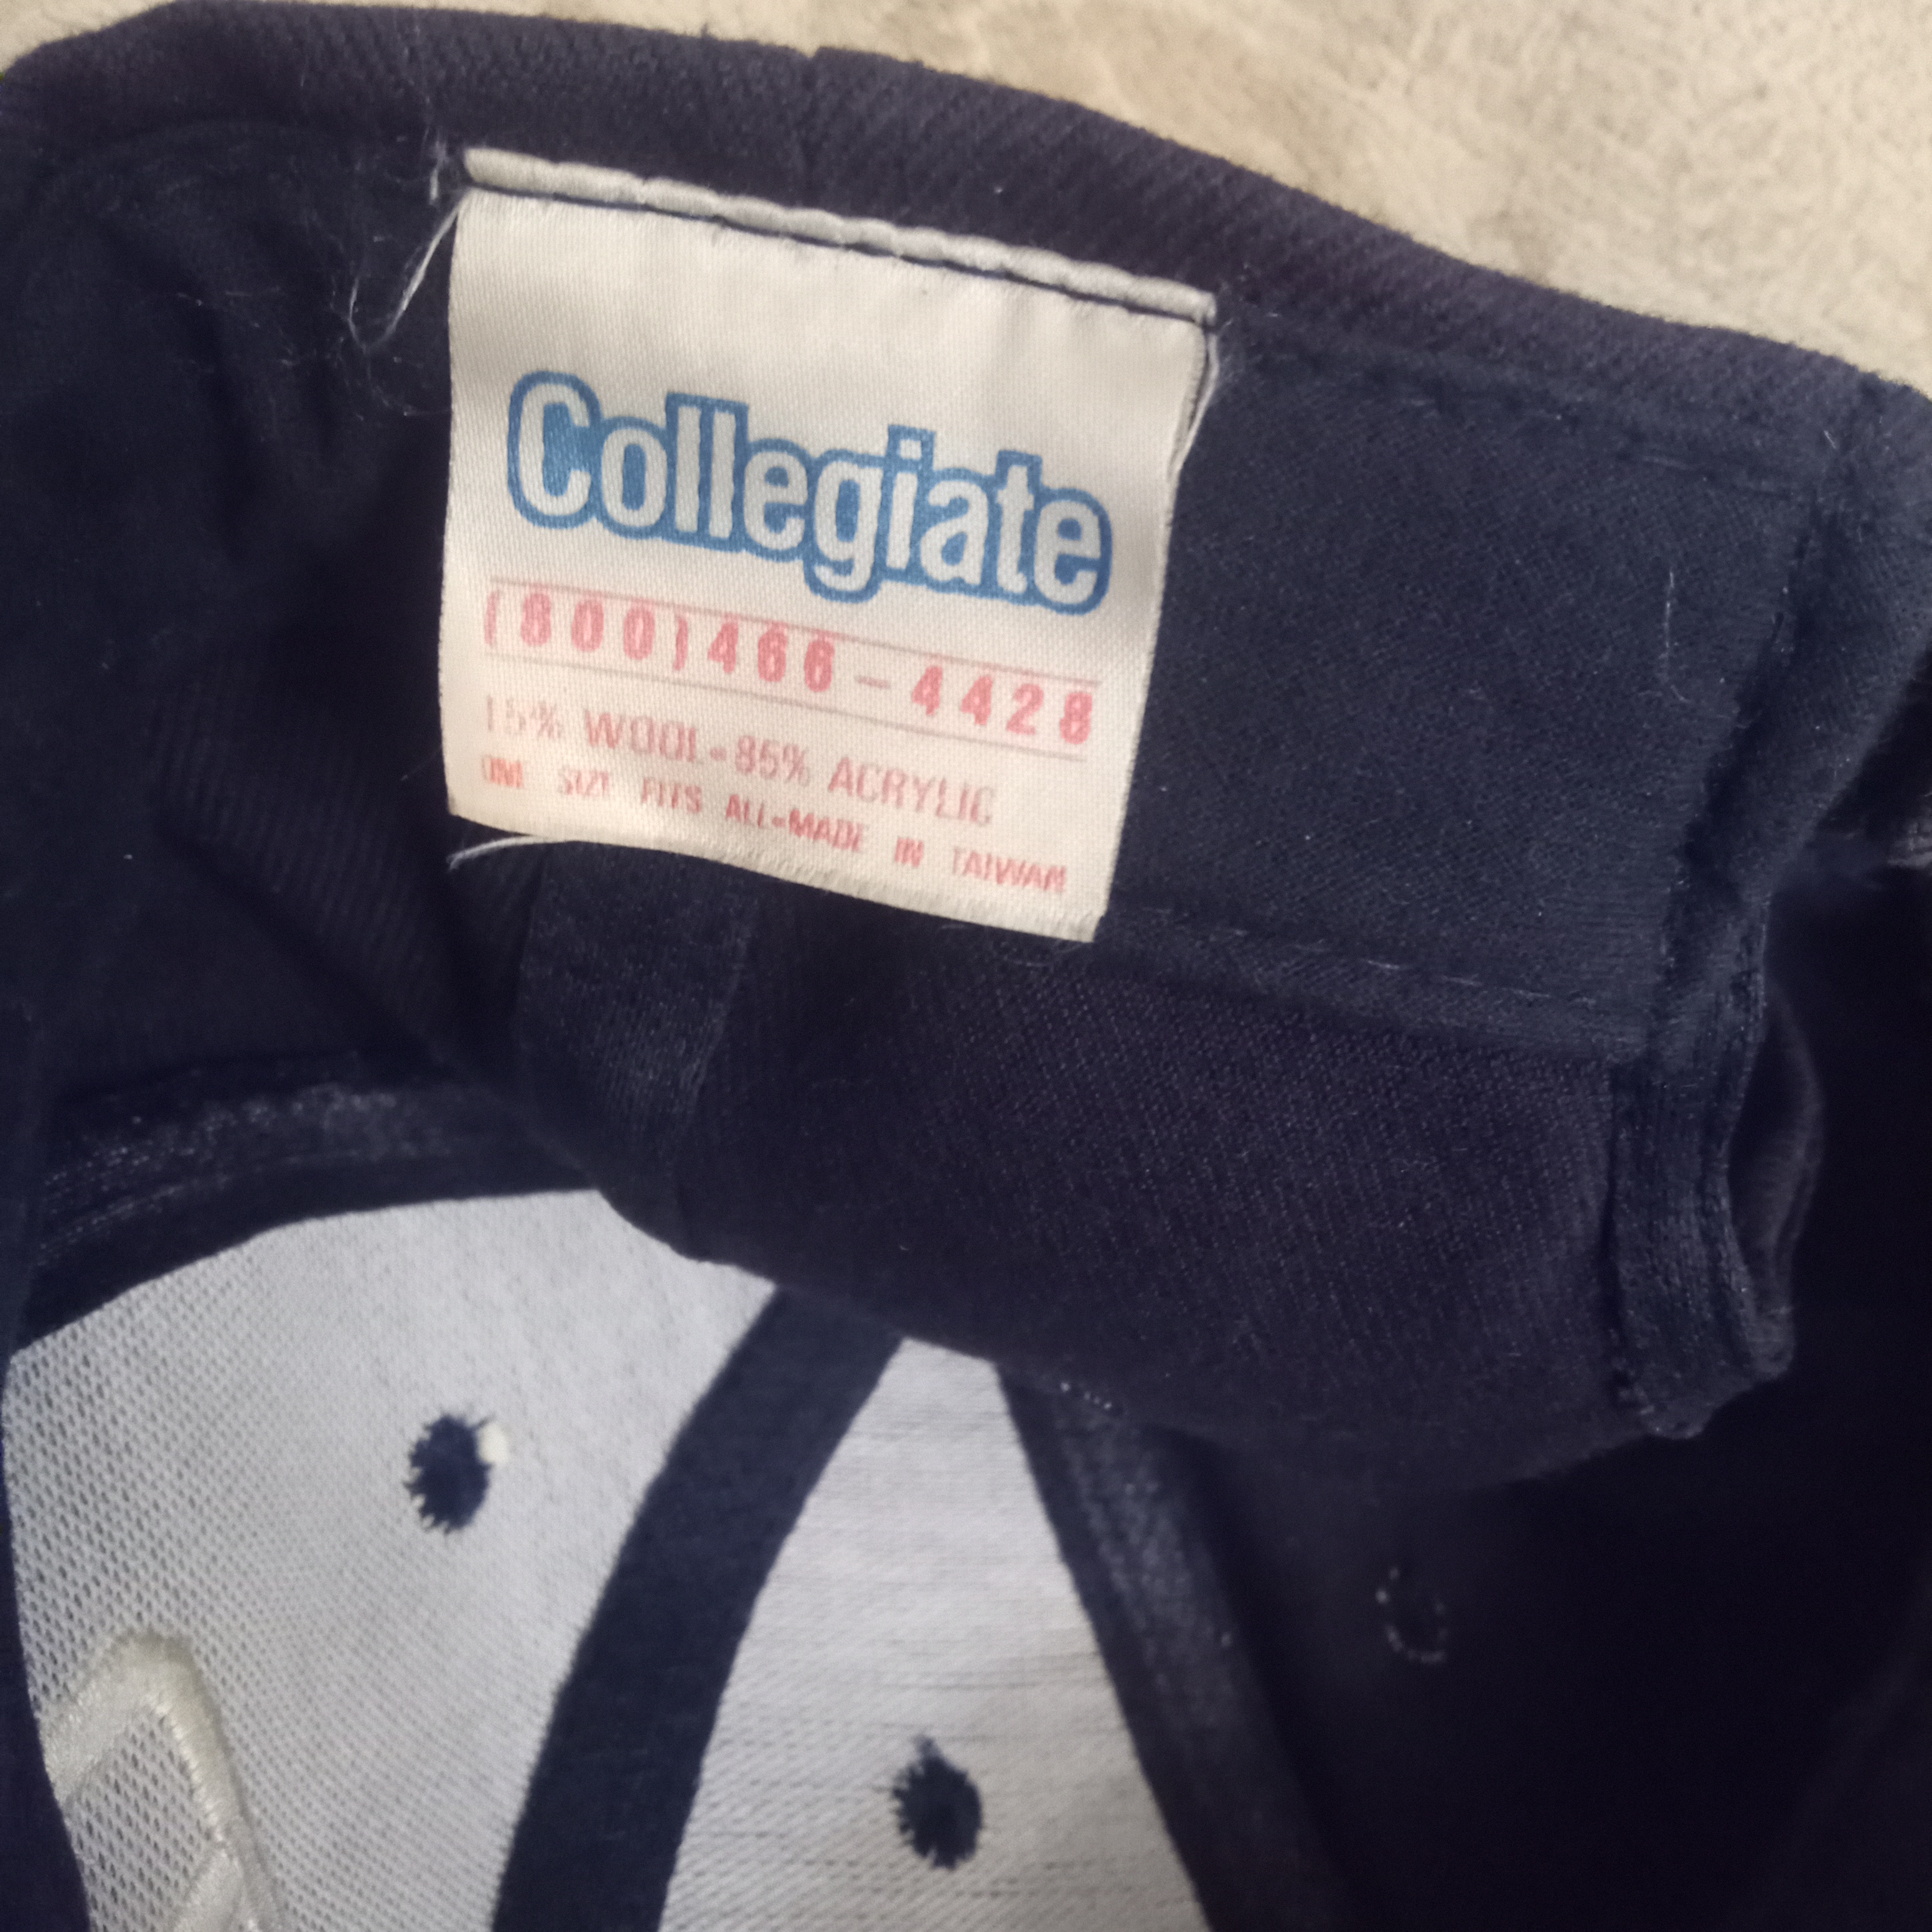 Collegiate
(800)466-4428
15% WOOL-85% ACRYLIC
ONE SIZE FITS ALL-MADE IN TAIWAN